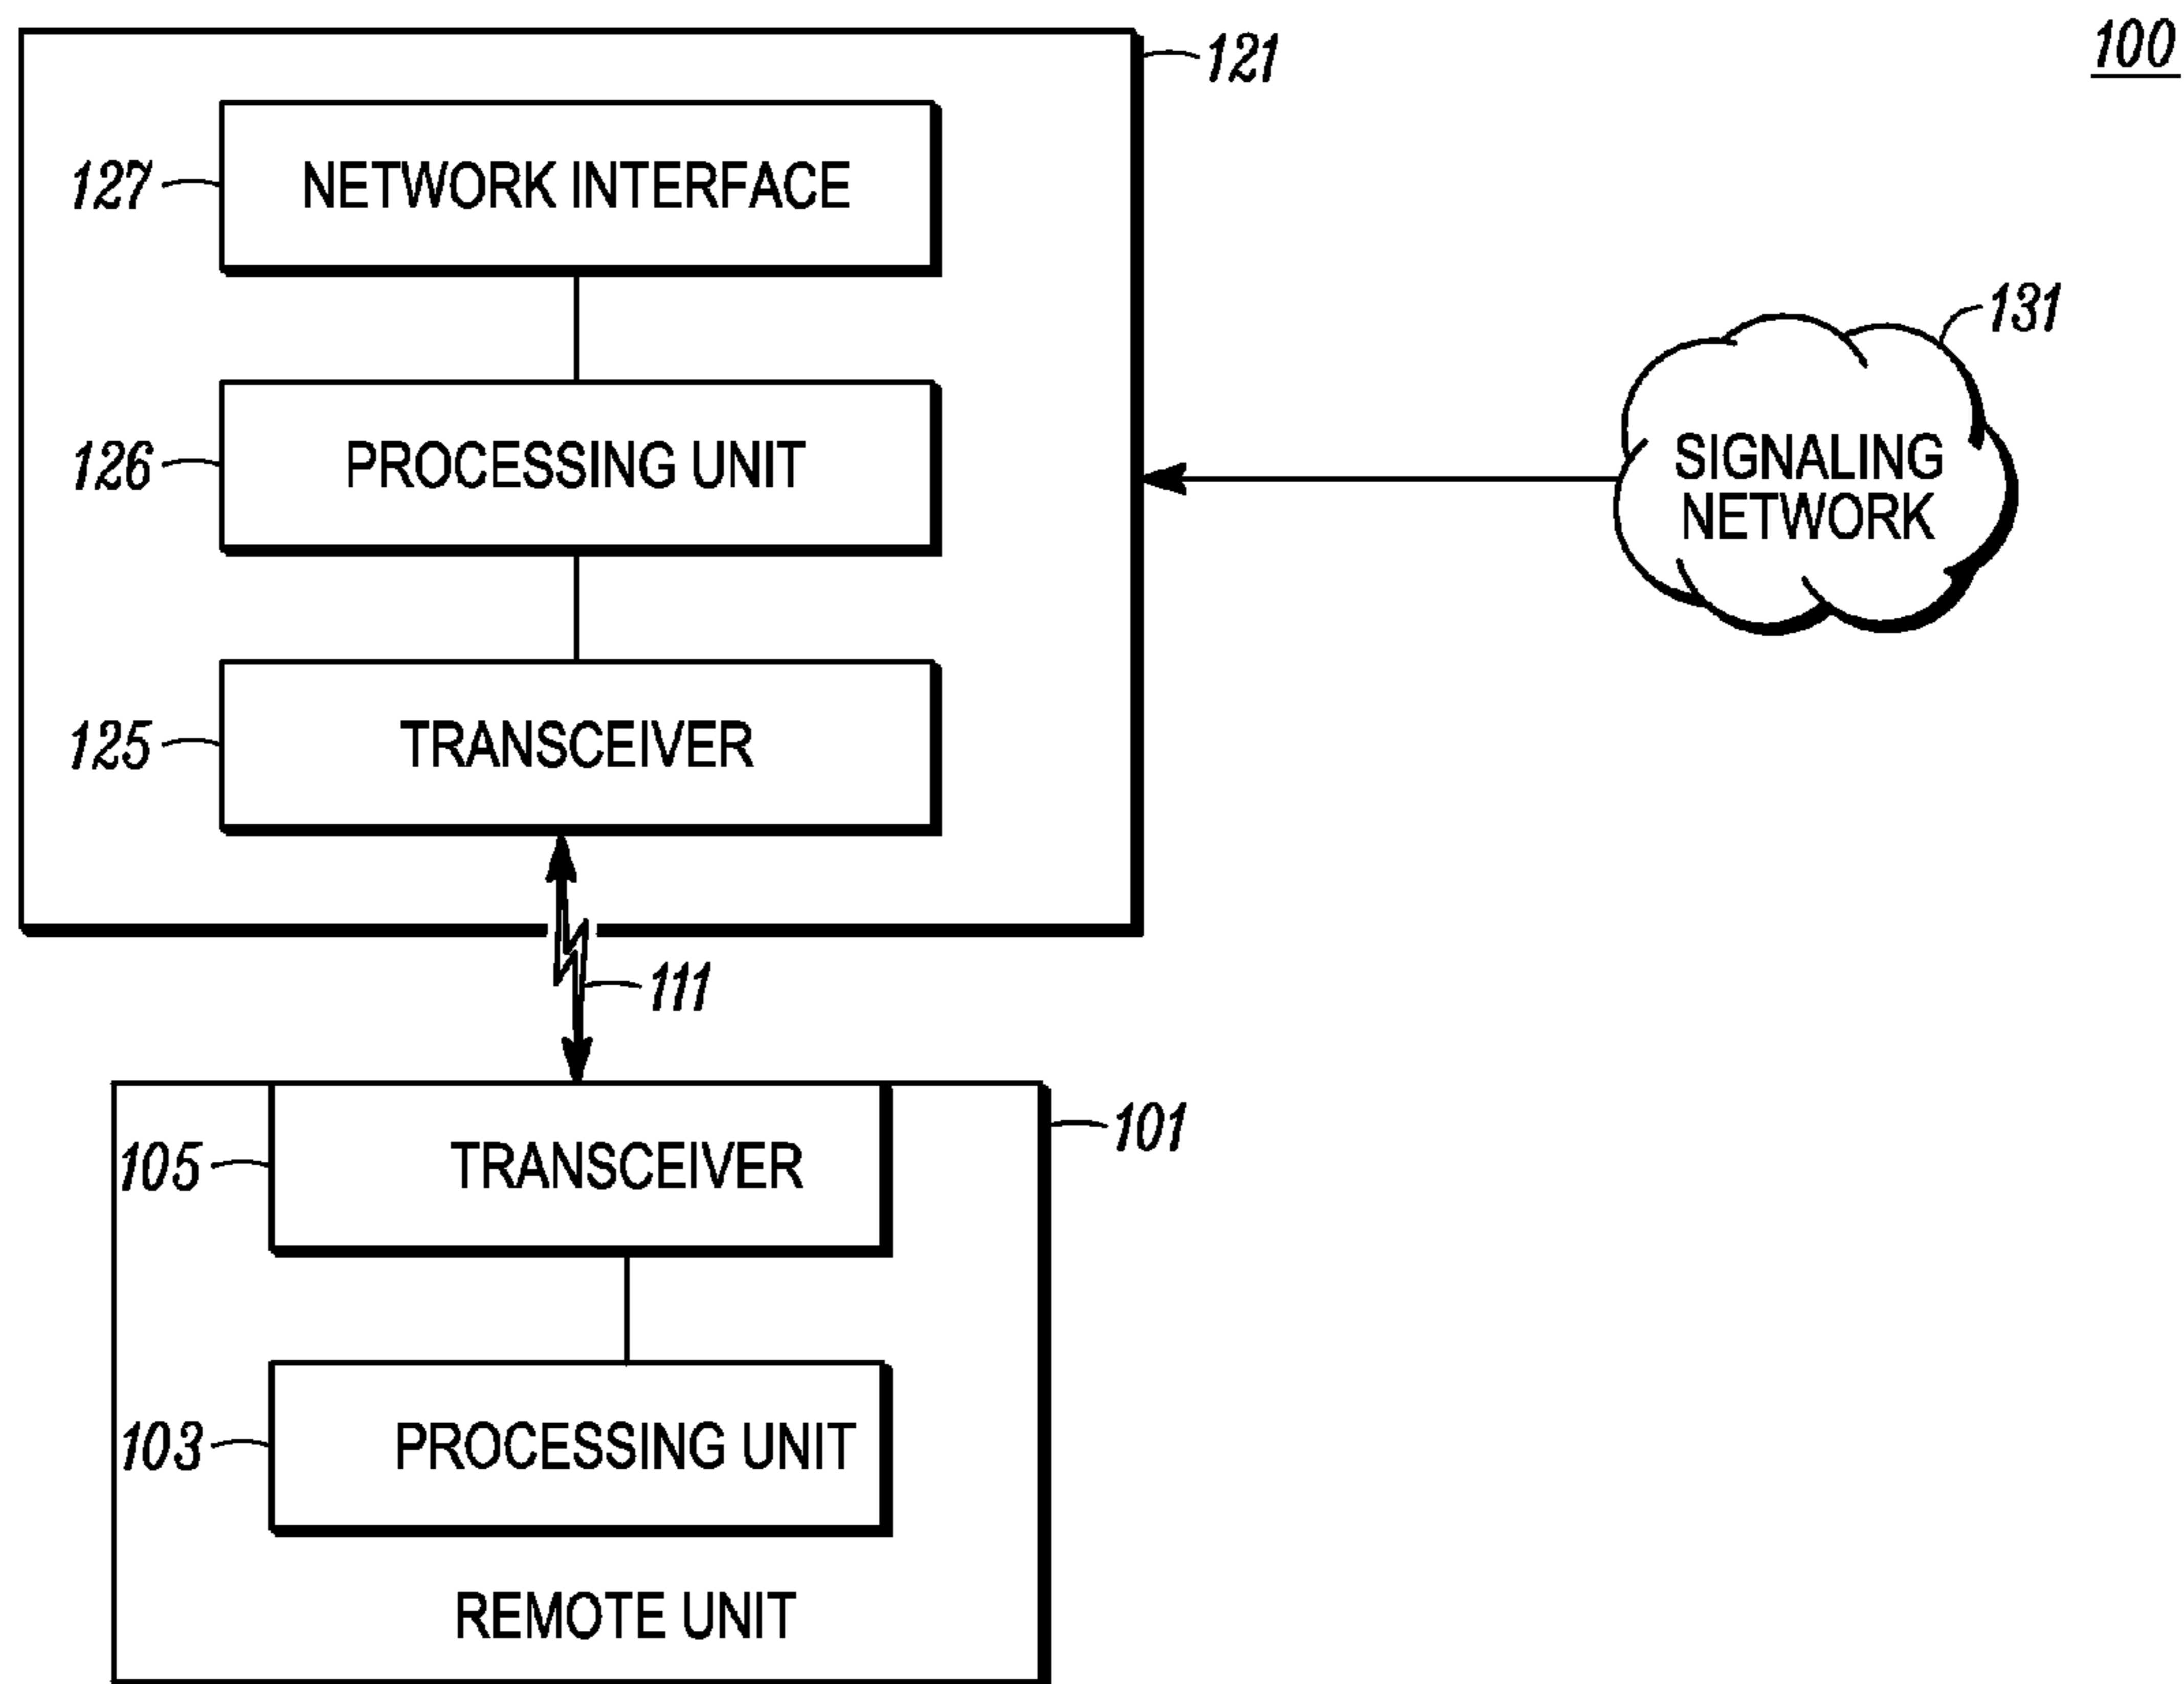 100
121
127 NETWORK INTERFACE
131
126 PROCESSING UNIT
SIGNALING
NETWORK
125 TRANSCEIVER
111
101
105 TRANSCEIVER
103 PROCESSING UNIT
REMOTE UNIT